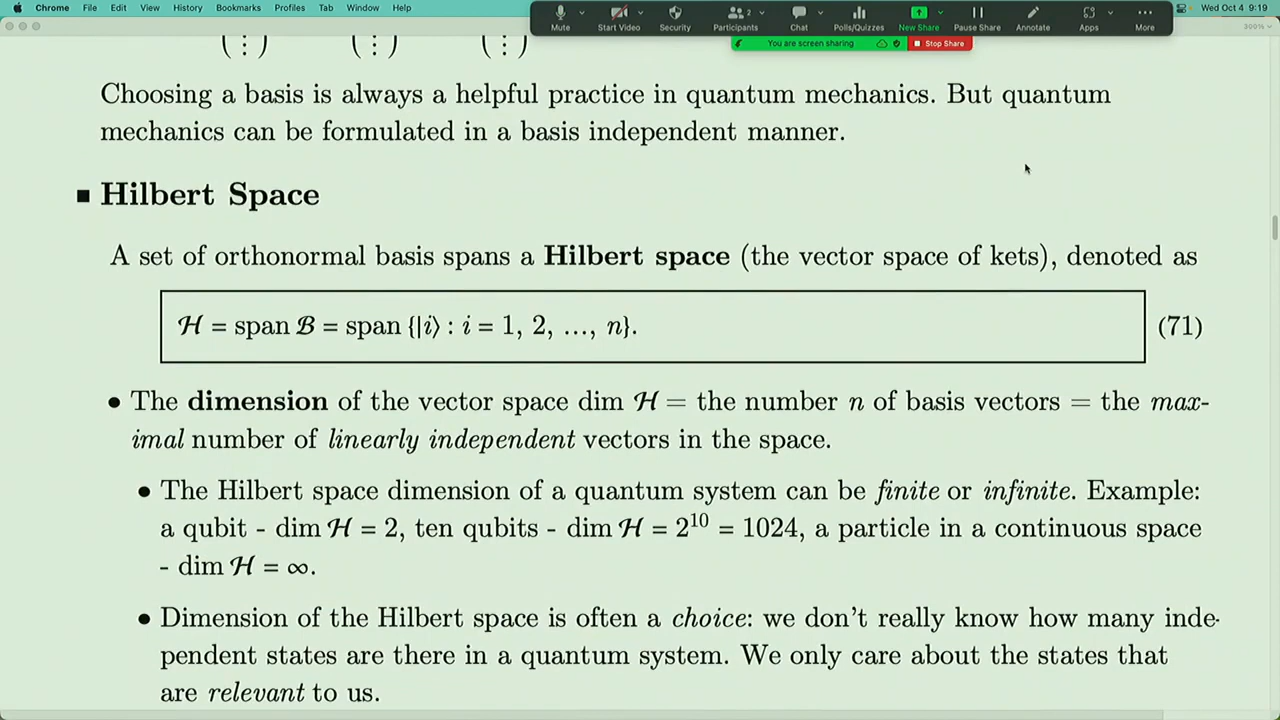 Chrome File Edit View History Bookmarks Profiles Tab Window Help
Wed Oct 4 9:19
Mute Start Video Security Participants 2 Chat Polls/Quizzes New Share Pause Share Annotate Apps More
You are screen sharing Stop Share
300%
Choosing a basis is always a helpful practice in quantum mechanics. But quantum
mechanics can be formulated in a basis independent manner.
■ Hilbert Space
A set of orthonormal basis spans a Hilbert space (the vector space of kets), denoted as
ℋ = span ℬ = span {|i⟩ : i = 1, 2, ..., n}. (71)
• The dimension of the vector space dim ℋ = the number n of basis vectors = the max-
imal number of linearly independent vectors in the space.
• The Hilbert space dimension of a quantum system can be finite or infinite. Example:
a qubit - dim ℋ = 2, ten qubits - dim ℋ = 2¹⁰ = 1024, a particle in a continuous space
- dim ℋ = ∞.
• Dimension of the Hilbert space is often a choice: we don't really know how many inde-
pendent states are there in a quantum system. We only care about the states that
are relevant to us.